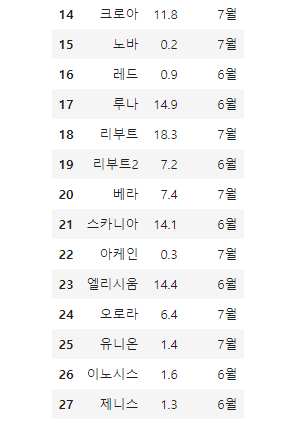 14 크로아 11.8 7월
15 노바 0.2 7월
16 레드 0.9 6월
17 루나 14.9 6월
18 리부트 18.3 7월
19 리부트2 7.2 6월
20 베라 7.4 7월
21 스카니아 14.1 6월
22 아케인 0.3 7월
23 엘리시움 14.4 6월
24 오로라 6.4 7월
25 유니온 1.4 7월
26 이노시스 1.6 6월
27 제니스 1.3 6월